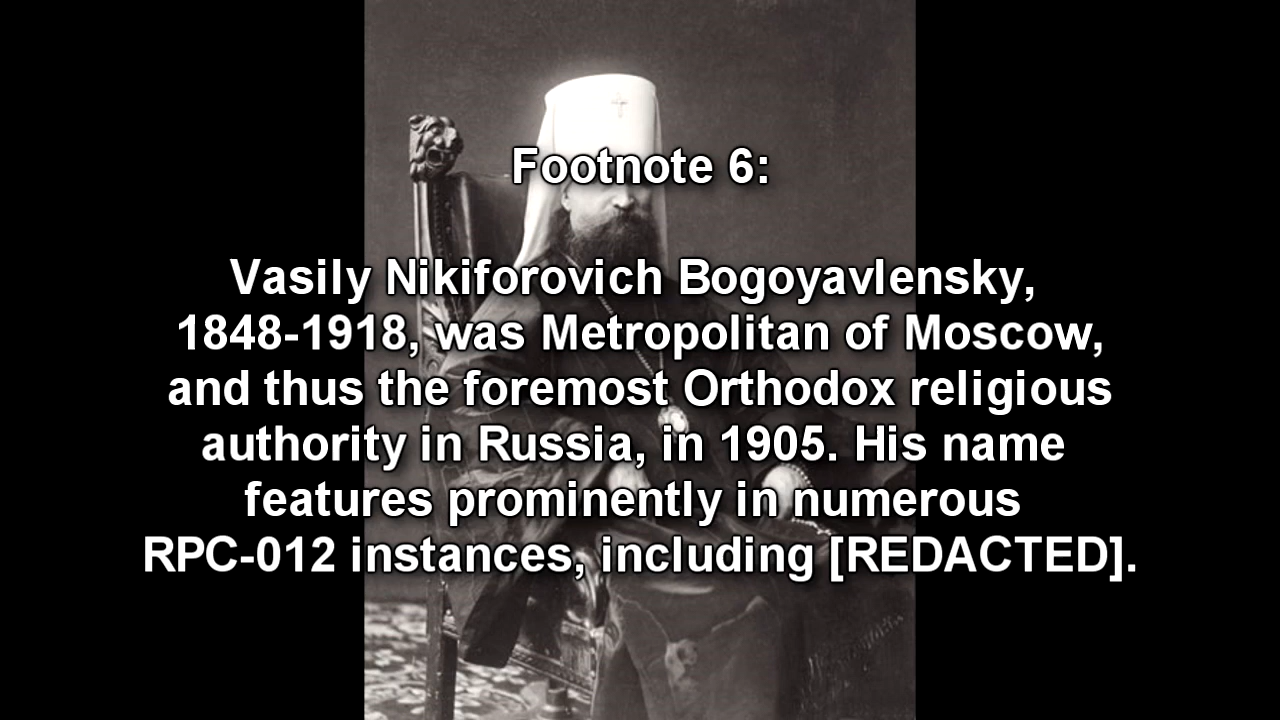 Footnote 6:
Vasily Nikiforovich Bogoyavlensky,
1848-1918, was Metropolitan of Moscow,
and thus the foremost Orthodox religious
authority in Russia, in 1905. His name
features prominently in numerous
RPC-012 instances, including [REDACTED].